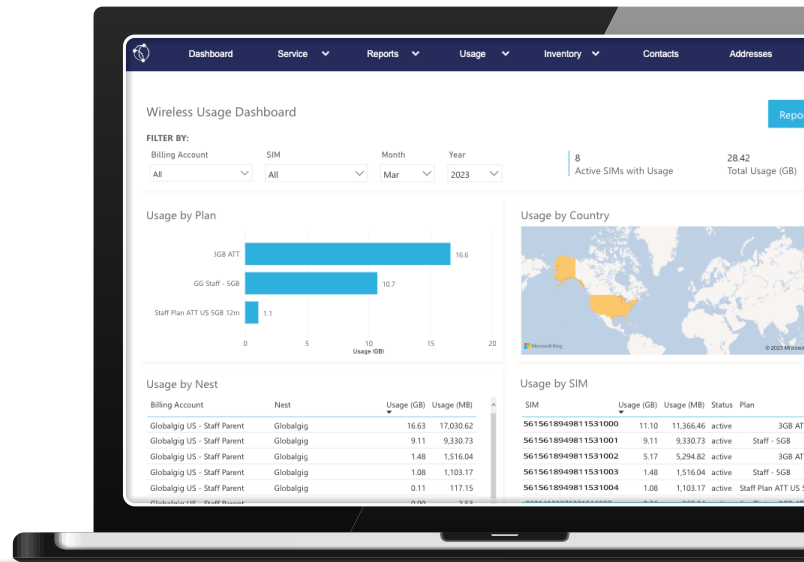 Dashboard Service Reports Usage Inventory Contacts Addresses
Wireless Usage Dashboard
Repor
FILTER BY:
Billing Account SIM Month Year
All All Mar 2023
8
Active SIMs with Usage
28.42
Total Usage (GB)
Usage by Plan
3GB ATT 16.6
GG Staff - 5GB 10.7
Staff Plan ATT US 5GB 12m 1.1
0 5 10 15 20
Usage (GB)
Usage by Country
Microsoft Bing
© 2023 Microsof
Usage by Nest
Billing Account Nest Usage (GB) Usage (MB)
Globalgig US - Staff Parent Globalgig 16.63 17,030.62
Globalgig US - Staff Parent Globalgig 9.11 9,330.73
Globalgig US - Staff Parent Globalgig 1.48 1,516.04
Globalgig US - Staff Parent Globalgig 1.08 1,103.17
Globalgig US - Staff Parent Globalgig 0.11 117.15
Usage by SIM
SIM Usage (GB) Usage (MB) Status Plan
5615618949811531000 11.10 11,366.46 active 3GB AT
5615618949811531001 9.11 9,330.73 active Staff - 5GB
5615618949811531002 5.17 5,294.82 active 3GB AT
5615618949811531003 1.48 1,516.04 active Staff - 5GB
5615618949811531004 1.08 1,103.17 active Staff Plan ATT US 5